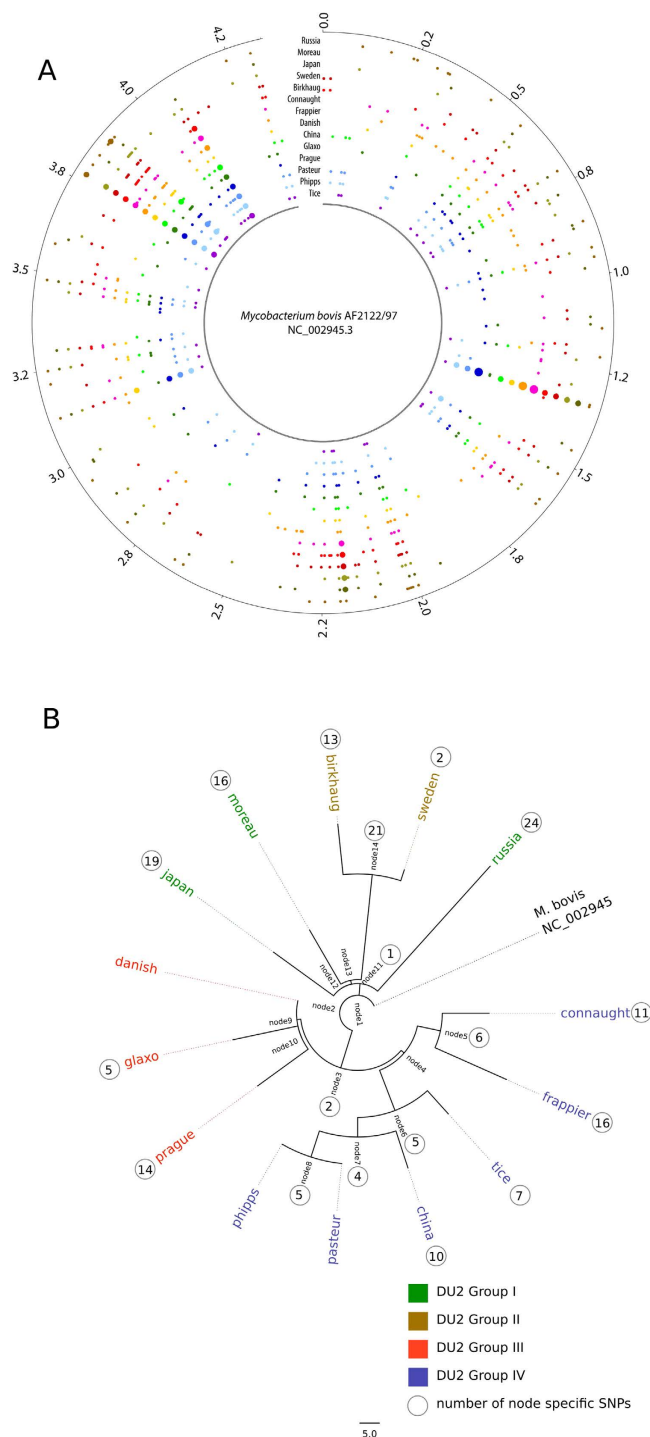 A
0.0
0.2
0.5
0.8
1.0
1.2
1.5
1.8
2.0
2.2
2.5
2.8
3.0
3.2
3.5
3.8
4.0
4.2
Russia
Moreau
Japan
Sweden
Birkhaug
Connaught
Frappier
Danish
China
Glaxo
Prague
Pasteur
Phipps
Tice
Mycobacterium bovis AF2122/97
NC_002945.3
B
13
birkhaug
2
sweden
16
moreau
21
node14
24
russia
19
japan
M. bovis
NC_002945
1
node11
node13
node12
danish
node2
node1
connaught 11
node9
node5
6
glaxo
5
node10
node4
node3
2
frappier 16
prague
14
node6
5
tice
7
node7
4
node8
5
phipps
pasteur
china
10
DU2 Group I
DU2 Group II
DU2 Group III
DU2 Group IV
number of node specific SNPs
5.0